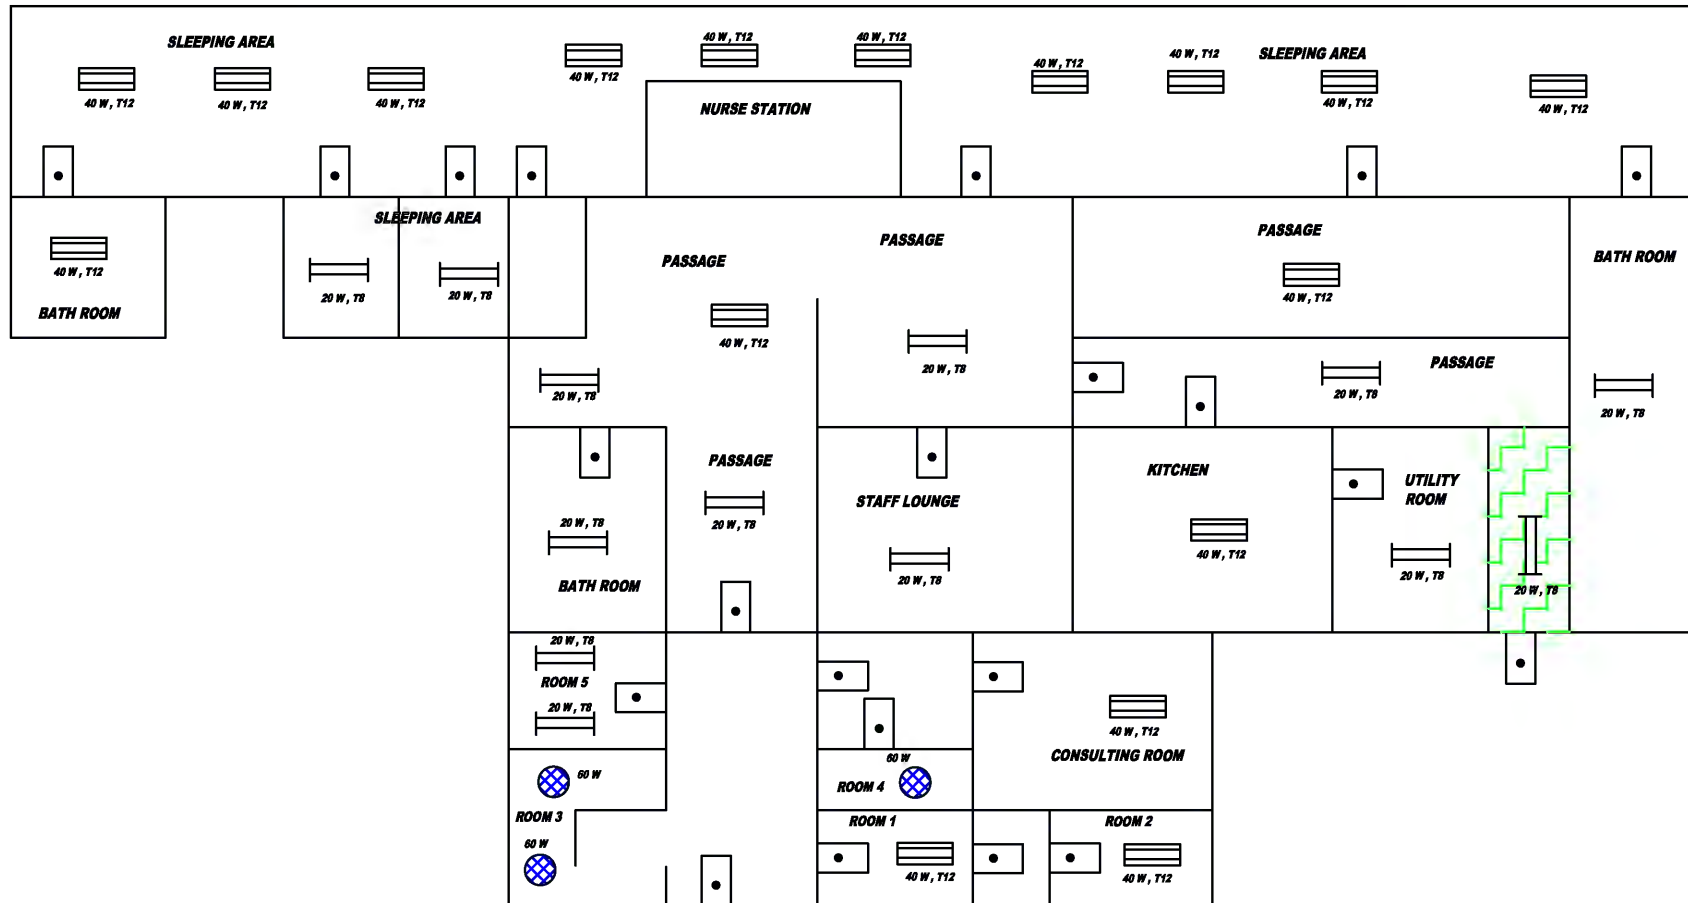 40 W, T12
40 W, T12
SLEEPING AREA
SLEEPING AREA
40 W, T12
40 W, T12
40 W, T12
40 W, T12
40 W, T12
40 W, T12
40 W, T12
40 W, T12
NURSE STATION
SLEEPING AREA
PASSAGE
PASSAGE
PASSAGE
BATH ROOM
40 W, T12
20 W, T8
20 W, T8
40 W, T12
BATH ROOM
40 W, T12
20 W, T8
PASSAGE
20 W, T8
20 W, T8
20 W, T8
PASSAGE
KITCHEN
UTILITY
ROOM
STAFF LOUNGE
20 W, T8
20 W, T8
40 W, T12
20 W, T8
20 W, T8
20 W, T8
BATH ROOM
20 W, T8
ROOM 5
20 W, T8
40 W, T12
CONSULTING ROOM
60 W
60 W
ROOM 4
ROOM 3
ROOM 1
ROOM 2
60 W
40 W, T12
40 W, T12